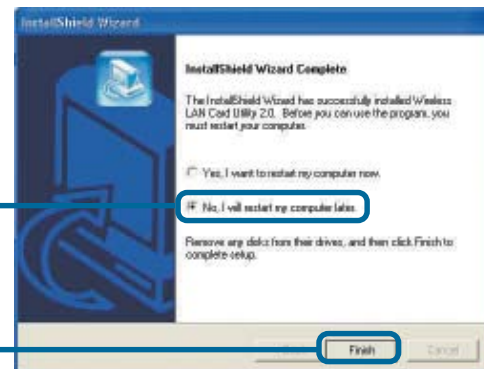 InstallShield Wizard
InstallShield Wizard Complete
The InstallShield Wizard has successfully installed Wireless
LAN Card Utility 2.0. Before you can use the program, you
must restart your computer.
Yes, I want to restart my computer now.
No, I will restart my computer later.
Remove any disks from their drives, and then click Finish to
complete setup.
Finish
Cancel